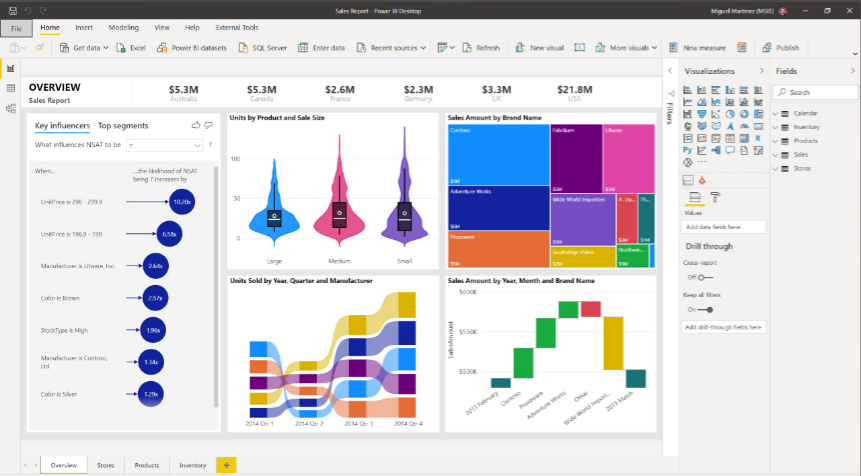 Sales Report - Power BI Desktop
Miguel Martinez (MSIT)
File Home Insert Modeling View Help External Tools
Get data Excel Power BI datasets SQL Server Enter data Recent sources Refresh New visual More visuals New measure Publish
OVERVIEW
Sales Report
$5.3M $5.3M $2.6M $2.3M $3.3M $21.8M
Australia Canada France Germany UK USA
Key influencers Top segments
What influences NSAT to be 7 ?
When...
...the likelihood of NSAT being 7 increases by
UnitPrice is 298 - 299.9 10.20x
UnitPrice is 196.9 - 199 6.58x
Manufacturer is Litware, Inc 2.64x
Color is Brown 2.57x
StockType is High 1.96x
Manufacturer is Contoso, Ltd 1.34x
Color is Silver 1.29x
Units by Product and Sale Size
100
50
0
Large Medium Small
Sales Amount by Brand Name
Contoso
$9M
Fabrikam
$3M
Litware
$3M
Adventure Works
$6M
Wide World Importers
$3M
A. Da...
$2M
Th...
Proseware
Southridge Video
$2M
Northwin...
Units Sold by Year, Quarter and Manufacturer
2014 Qtr 1 2014 Qtr 2 2014 Qtr 3 2014 Qtr 4
Sales Amount by Year, Month and Brand Name
SalesAmount
$600K
$550K
$500K
2013 February Contoso Proseware Adventure Works Other Wide World Import... 2013 March
Filters
Visualizations
Values
Add data fields here
Drill through
Cross-report
Off
Keep all filters
On
Add drill-through fields here
Fields
Search
Calendar
Inventory
Products
Sales
Stores
Overview Stores Products Inventory +